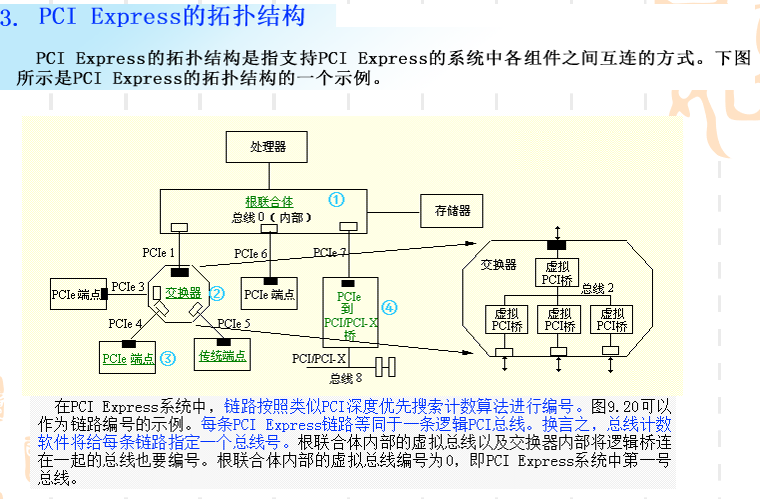 3. PCI Express的拓扑结构
PCI Express的拓扑结构是指支持PCI Express的系统中各组件之间互连的方式。下图
所示是PCI Express的拓扑结构的一个示例。
处理器
根联合体 ①
总线0(内部)
存储器
PCIe 1
PCIe 6
PCIe 7
交换器
虚拟
PCI桥
总线 2
虚拟
PCI桥
虚拟
PCI桥
虚拟
PCI桥
PCIe 端点
PCIe 3
交换器 ②
PCIe 端点
PCIe
到
PCI/PCI-X
桥
④
PCIe 4
PCIe 5
PCIe 端点 ③
传统端点
PCI/PCI-X
总线 8
在PCI Express系统中，链路按照类似PCI深度优先搜索计数算法进行编号。图9.20可以
作为链路编号的示例。每条PCI Express链路等同于一条逻辑PCI总线。换言之，总线计数
软件将给每条链路指定一个总线号。根联合体内部的虚拟总线以及交换器内部将逻辑桥连
在一起的总线也要编号。根联合体内部的虚拟总线编号为0，即PCI Express系统中第一号
总线。